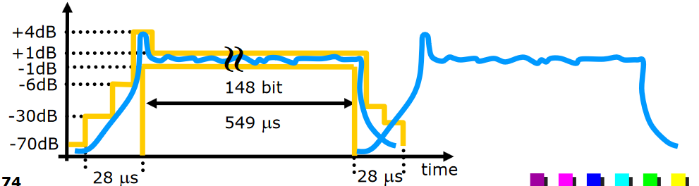 +4dB
+1dB
-1dB
-6dB
-30dB
-70dB
148 bit
549 μs
time
28 μs
28 μs
74